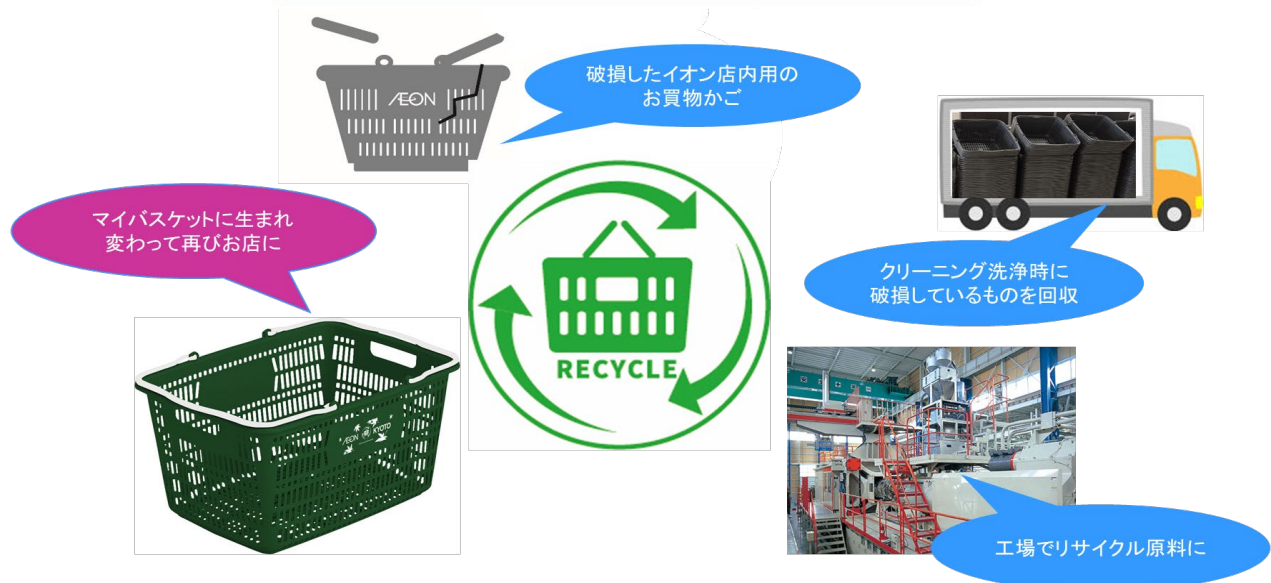 破損したイオン店内用の
お買物かご
ÆON
クリーニング洗浄時に
破損しているものを回収
工場でリサイクル原料に
マイバスケットに生まれ
変わって再びお店に
ÆON
KYOTO
RECYCLE